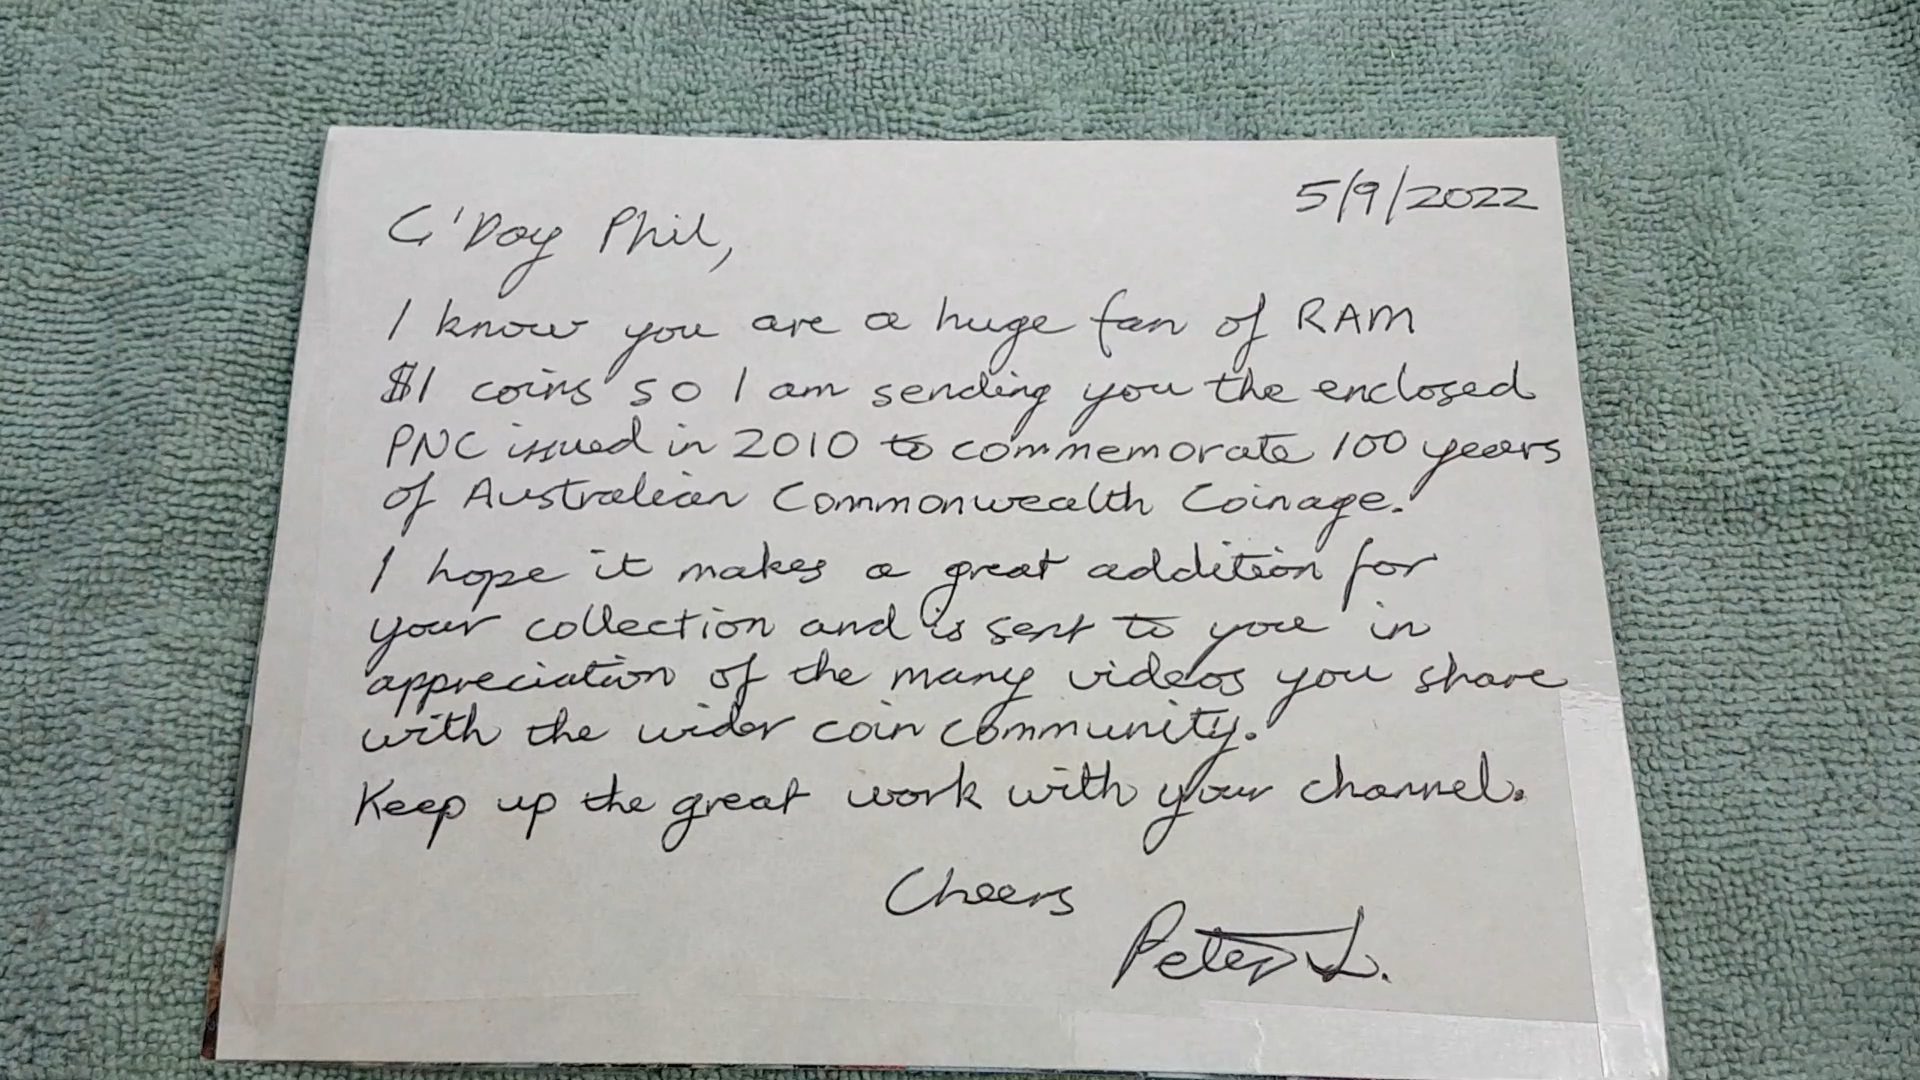 5/9/2022
G'Day Phil,
I know you are a huge fan of RAM
$1 coins so I am sending you the enclosed
PNC issued in 2010 to commemorate 100 years
of Australian Commonwealth Coinage.
I hope it makes a great addition for
your collection and is sent to you in
appreciation of the many videos you share
with the wider coin community.
Keep up the great work with your channel.
Cheers
Peter L.